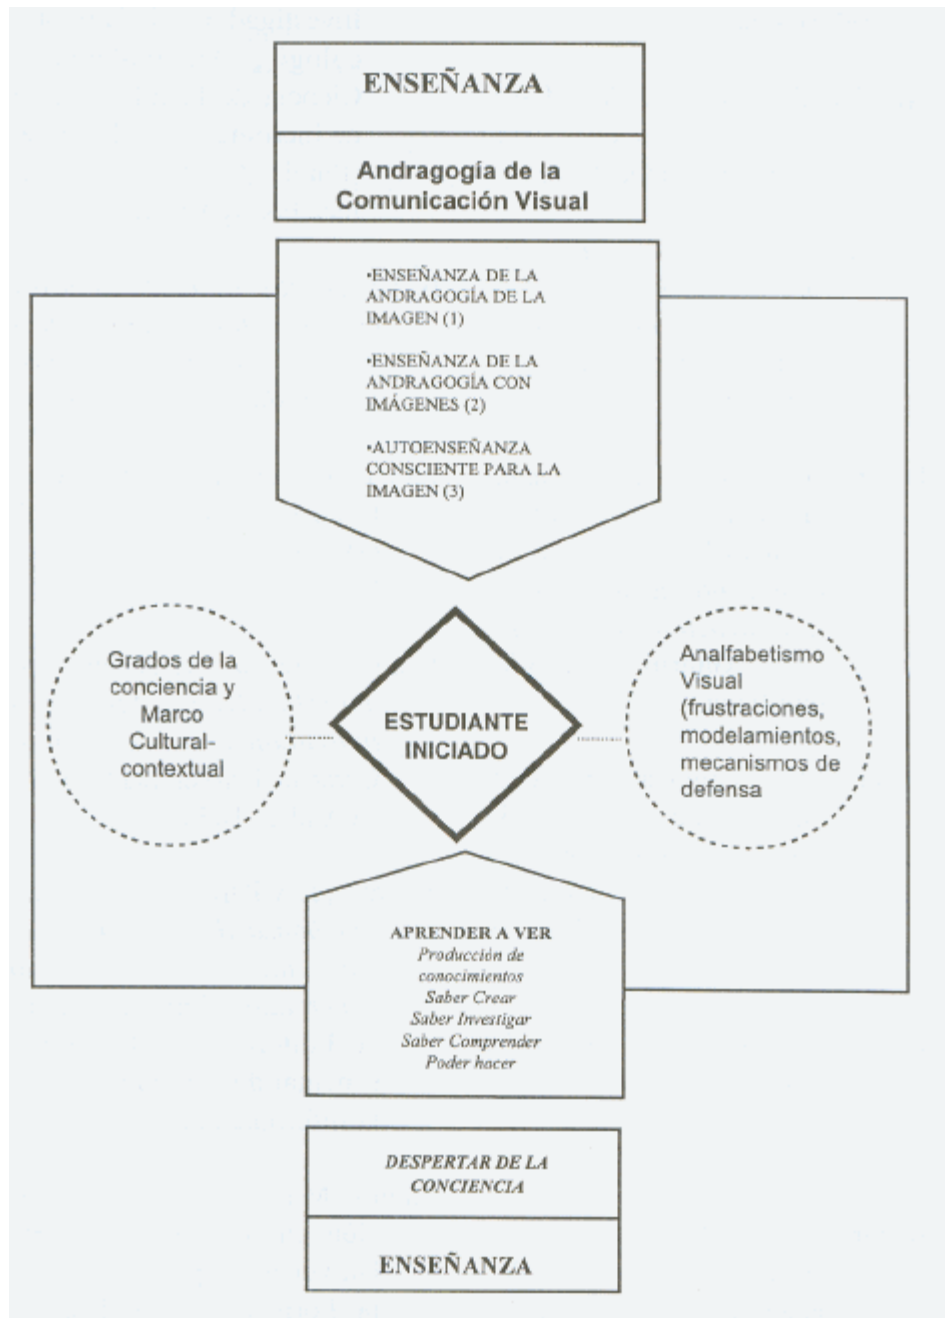 ENSEÑANZA
Andragogía de la
Comunicación Visual
•ENSEÑANZA DE LA
ANDRAGOGÍA DE LA
IMAGEN (1)
•ENSEÑANZA DE LA
ANDRAGOGÍA CON
IMÁGENES (2)
•AUTOENSEÑANZA
CONSCIENTE PARA LA
IMAGEN (3)
Grados de la
conciencia y
Marco
Cultural-
contextual
ESTUDIANTE
INICIADO
Analfabetismo
Visual
(frustraciones,
modelamientos,
mecanismos de
defensa
APRENDER A VER
Producción de
conocimientos
Saber Crear
Saber Investigar
Saber Comprender
Poder hacer
DESPERTAR DE LA
CONCIENCIA
ENSEÑANZA